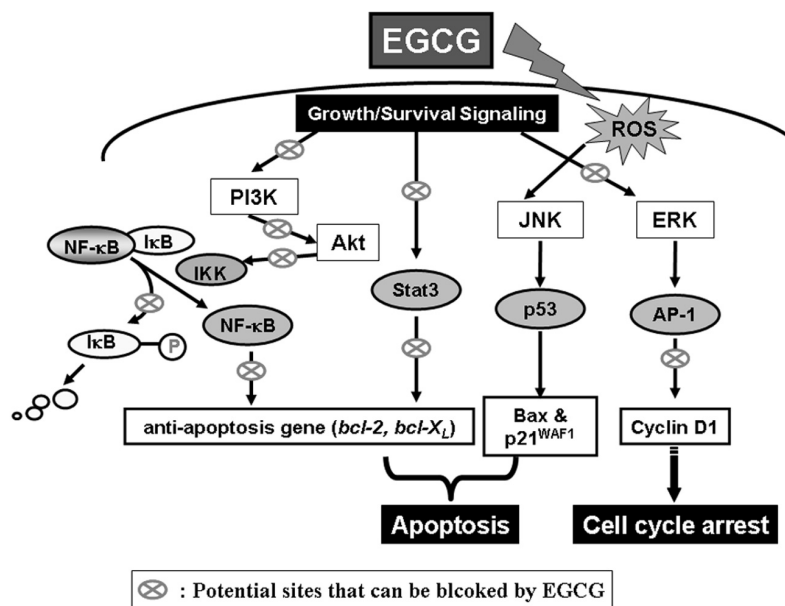 EGCG
Growth/Survival Signaling
ROS
PI3K
JNK
ERK
NF-κB
IκB
Akt
IKK
Stat3
p53
AP-1
NF-κB
IκB
P
anti-apoptosis gene (bcl-2, bcl-XL)
Bax &
p21WAF1
Cyclin D1
Apoptosis
Cell cycle arrest
: Potential sites that can be blcoked by EGCG